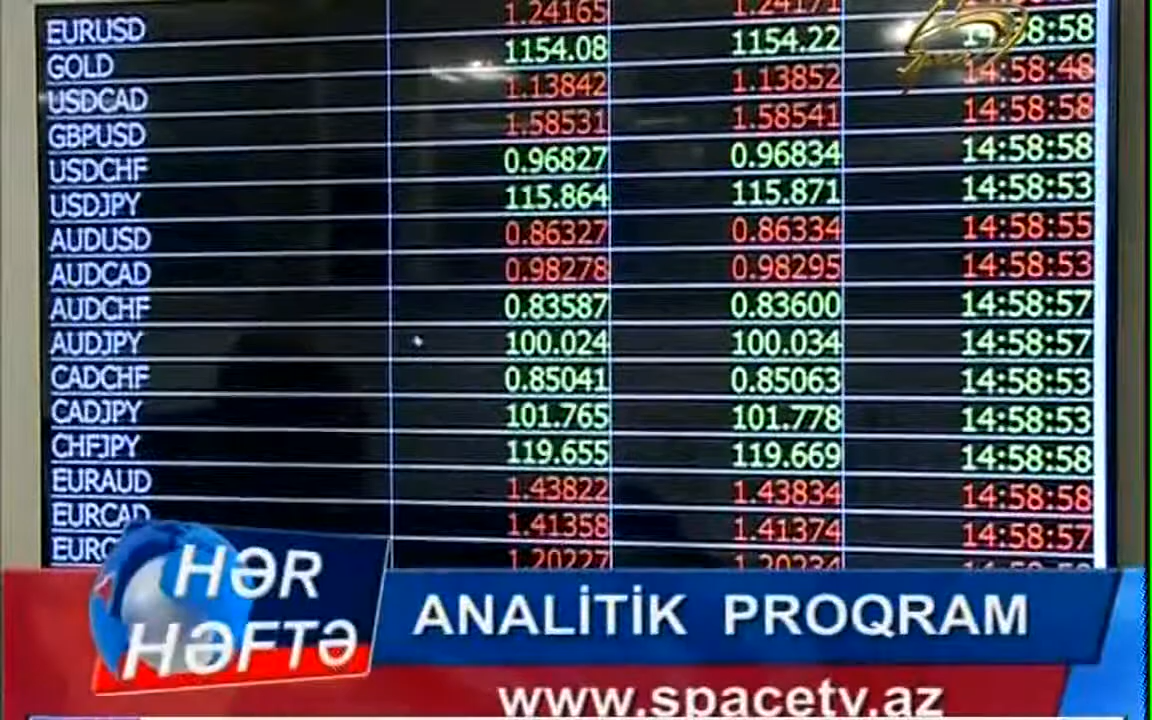 EURUSD 1.24165 1.24171
GOLD 1154.08 1154.22
USDCAD 1.13842 1.13852 14:58:48
GBPUSD 1.58531 1.58541 14:58:58
USDCHF 0.96827 0.96834 14:58:58
USDJPY 115.864 115.871 14:58:53
AUDUSD 0.86327 0.86334 14:58:55
AUDCAD 0.98278 0.98295 14:58:53
AUDCHF 0.83587 0.83600 14:58:57
AUDJPY 100.024 100.034 14:58:57
CADCHF 0.85041 0.85063 14:58:53
CADJPY 101.765 101.778 14:58:53
CHFJPY 119.655 119.669 14:58:58
EURAUD 1.43822 1.43834 14:58:58
EURCAD 1.41358 1.41374 14:58:57
1.20227 1.20234
HƏR
HƏFTƏ
ANALİTİK PROQRAM
www.spacetv.az